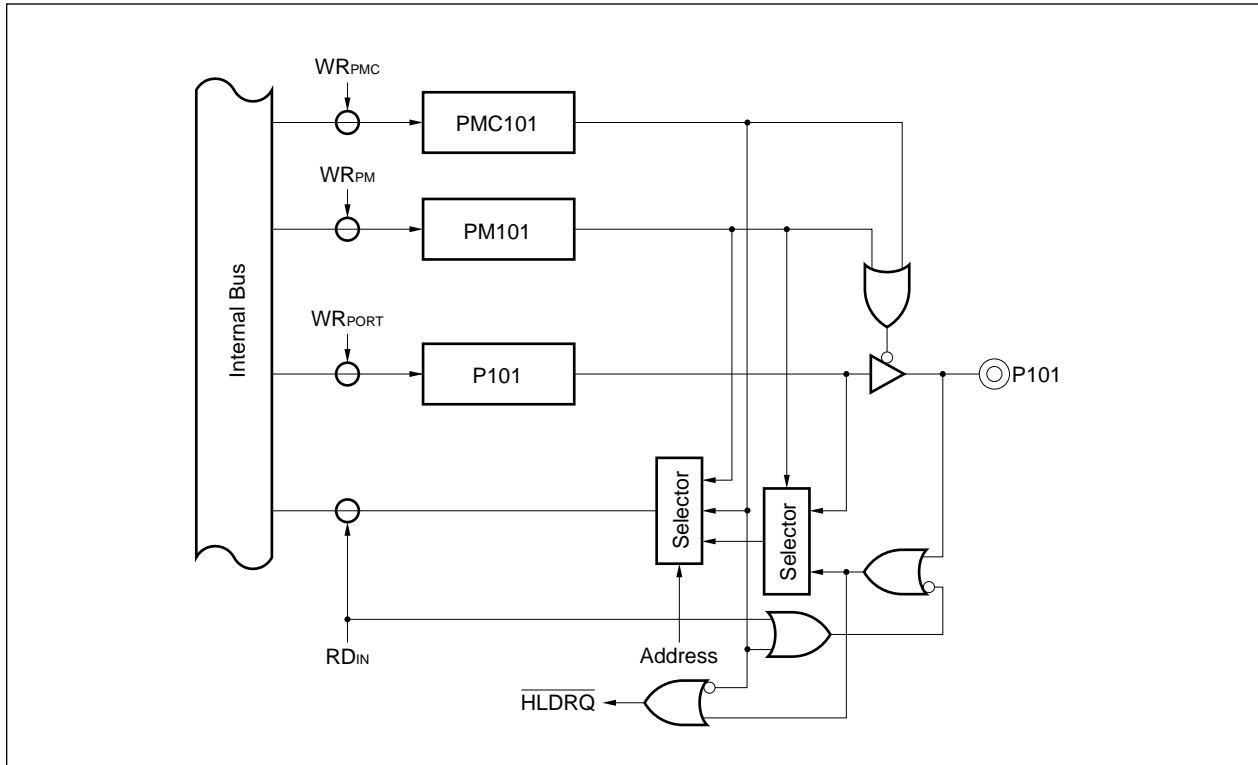 WRPMC
PMC101
WRPM
PM101
Internal Bus
WRPORT
P101
P101
Selector
Selector
RDIN
Address
HLDRQ